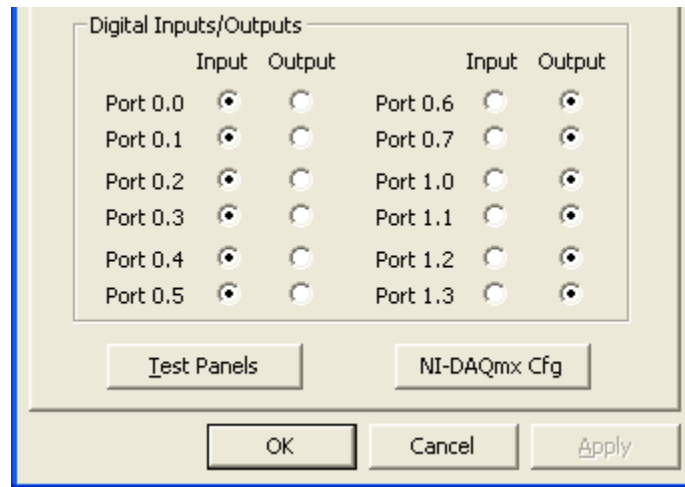 Digital Inputs/Outputs
Input Output Input Output
Port 0.0 Port 0.6
Port 0.1 Port 0.7
Port 0.2 Port 1.0
Port 0.3 Port 1.1
Port 0.4 Port 1.2
Port 0.5 Port 1.3
Test Panels NI-DAQmx Cfg
OK Cancel Apply